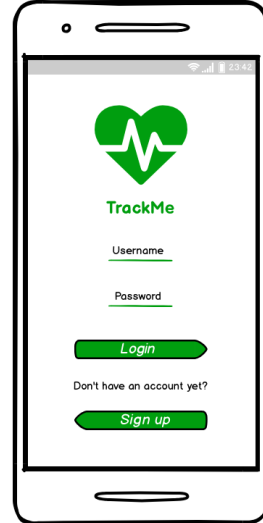 23:42
TrackMe
Username
Password
Login
Don't have an account yet?
Sign up